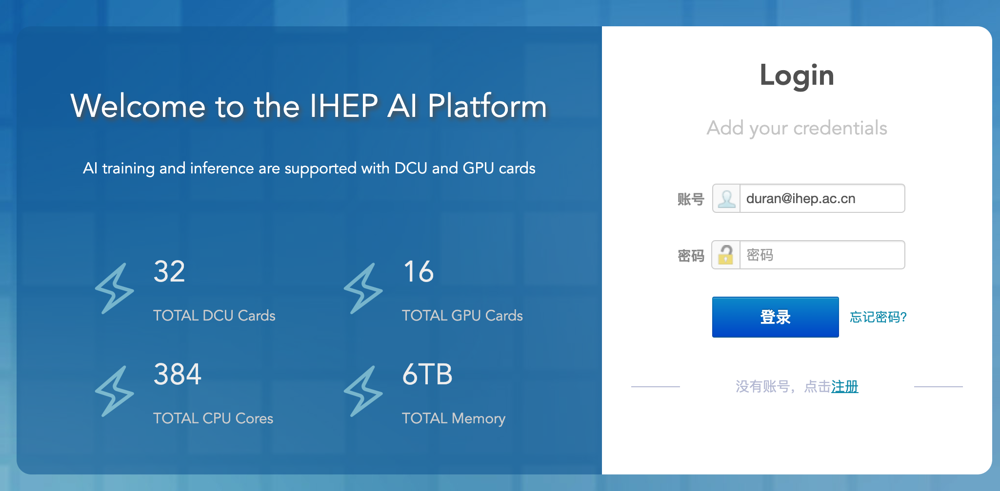 Welcome to the IHEP AI Platform
AI training and inference are supported with DCU and GPU cards
32
TOTAL DCU Cards
16
TOTAL GPU Cards
384
TOTAL CPU Cores
6TB
TOTAL Memory
Login
Add your credentials
账号 duran@ihep.ac.cn
密码 密码
登录 忘记密码?
没有账号，点击注册